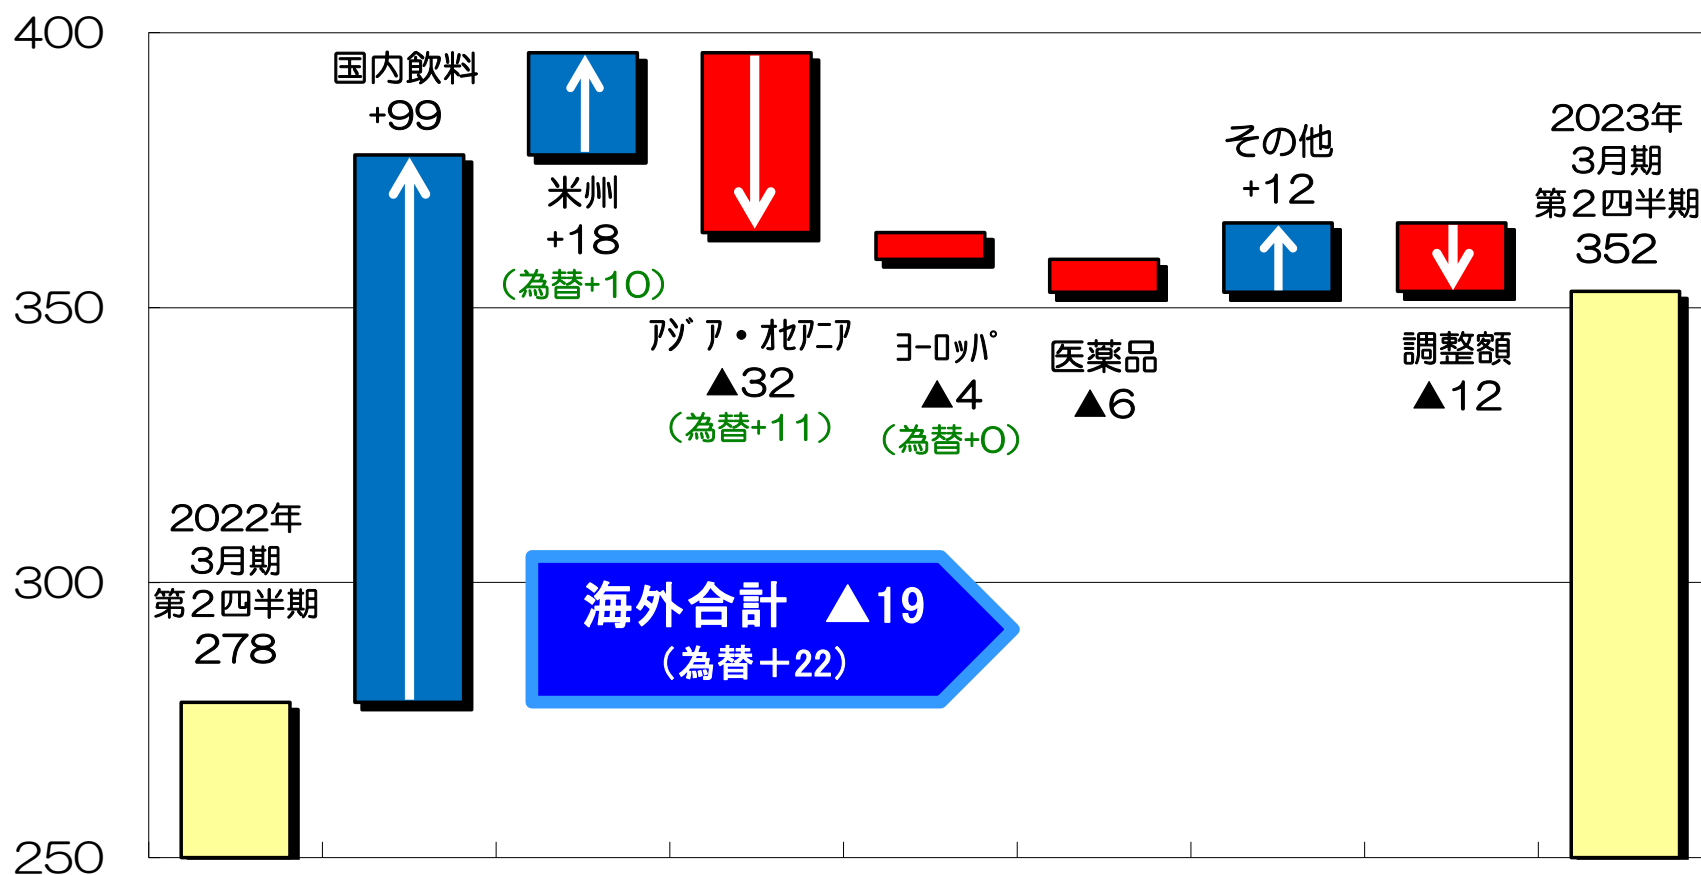 400
350
300
250
2022年
3月期
第2四半期
278
国内飲料
+99
米州
+18
(為替+10)
ｱｼﾞｱ・ｵｾｱﾆｱ
▲32
(為替+11)
ﾖｰﾛｯﾊﾟ
▲4
(為替+0)
医薬品
▲6
その他
+12
調整額
▲12
2023年
3月期
第2四半期
352
海外合計 ▲19
(為替＋22)